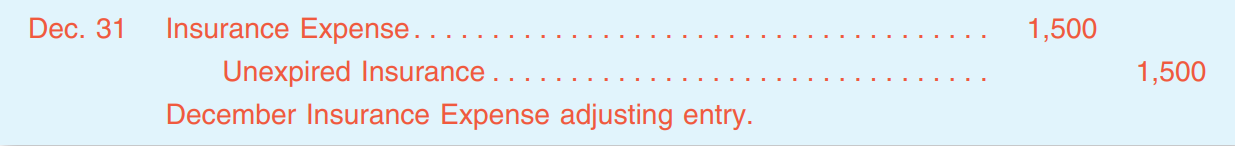 Dec. 31 Insurance Expense. . . . . . . . . . . . . . . . . . . . . . . . . . . . . . . . . . . . . 1,500
Unexpired Insurance . . . . . . . . . . . . . . . . . . . . . . . . . . . . . . . . 1,500
December Insurance Expense adjusting entry.